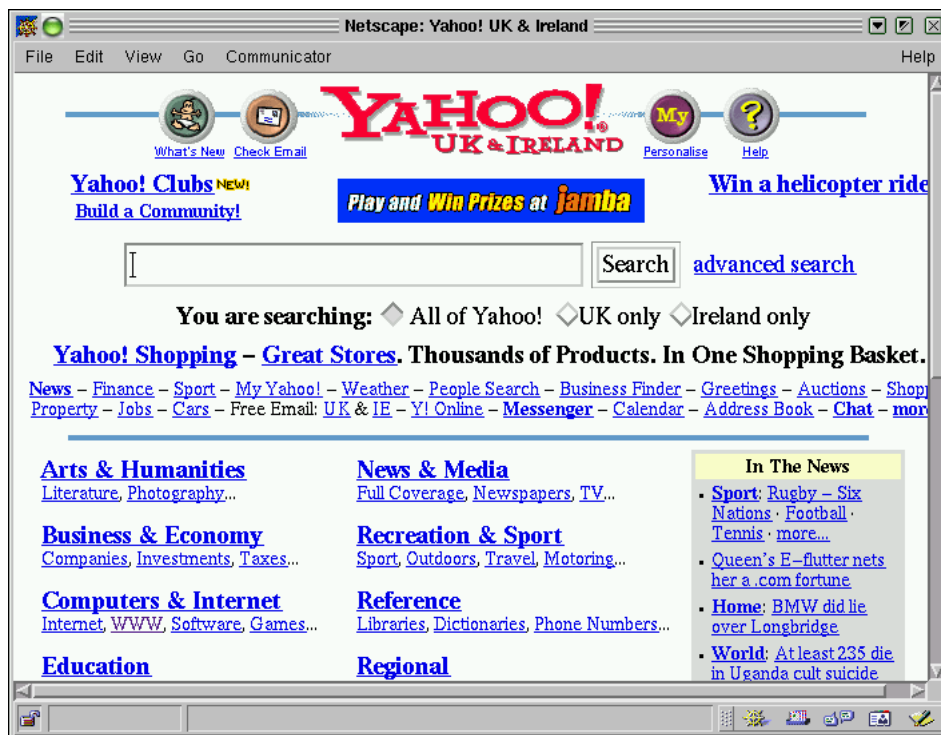 Netscape: Yahoo! UK & Ireland
File Edit View Go Communicator Help
YAHOO!
UK & IRELAND
My ?
What's New Check Email Personalise Help
Yahoo! Clubs NEW!
Build a Community!
Play and Win Prizes at jamba
Win a helicopter ride
Search advanced search
You are searching: All of Yahoo! UK only Ireland only
Yahoo! Shopping – Great Stores. Thousands of Products. In One Shopping Basket.
News – Finance – Sport – My Yahoo! – Weather – People Search – Business Finder – Greetings – Auctions – Shopp
Property – Jobs – Cars – Free Email: UK & IE – Y! Online – Messenger – Calendar – Address Book – Chat – more
Arts & Humanities
Literature, Photography...
Business & Economy
Companies, Investments, Taxes...
Computers & Internet
Internet, WWW, Software, Games...
Education
News & Media
Full Coverage, Newspapers, TV...
Recreation & Sport
Sport, Outdoors, Travel, Motoring...
Reference
Libraries, Dictionaries, Phone Numbers...
Regional
In The News
Sport: Rugby – Six
Nations · Football ·
Tennis · more...
Queen's E–flutter nets
her a .com fortune
Home: BMW did lie
over Longbridge
World: At least 235 die
in Uganda cult suicide